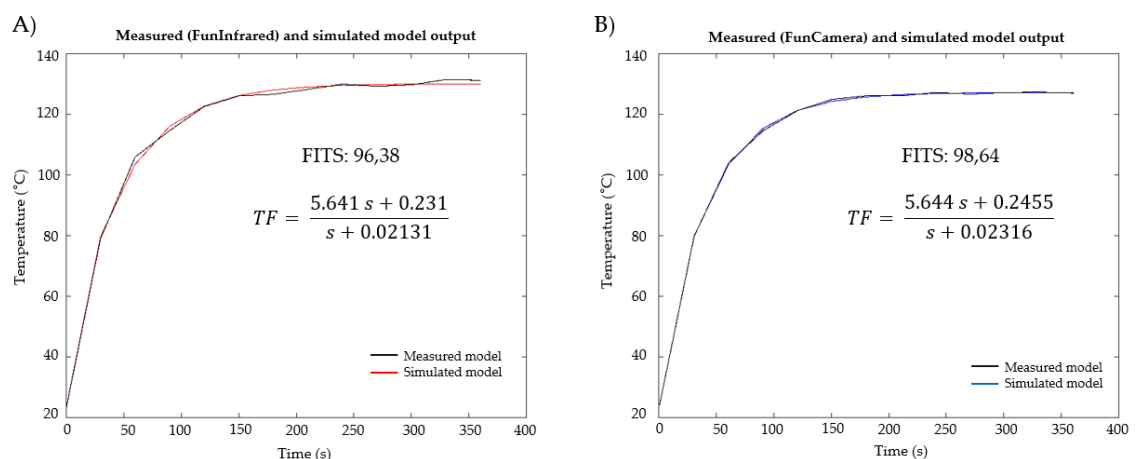 A)
Measured (FunInfrared) and simulated model output
140
120
100
80
60
40
20
Temperature (°C)
FITS: 96,38
TF = (5.641 s + 0.231) / (s + 0.02131)
Measured model
Simulated model
0 50 100 150 200 250 300 350 400
Time (s)
B)
Measured (FunCamera) and simulated model output
140
120
100
80
60
40
20
Temperature (°C)
FITS: 98,64
TF = (5.644 s + 0.2455) / (s + 0.02316)
Measured model
Simulated model
0 50 100 150 200 250 300 350 400
Time (s)